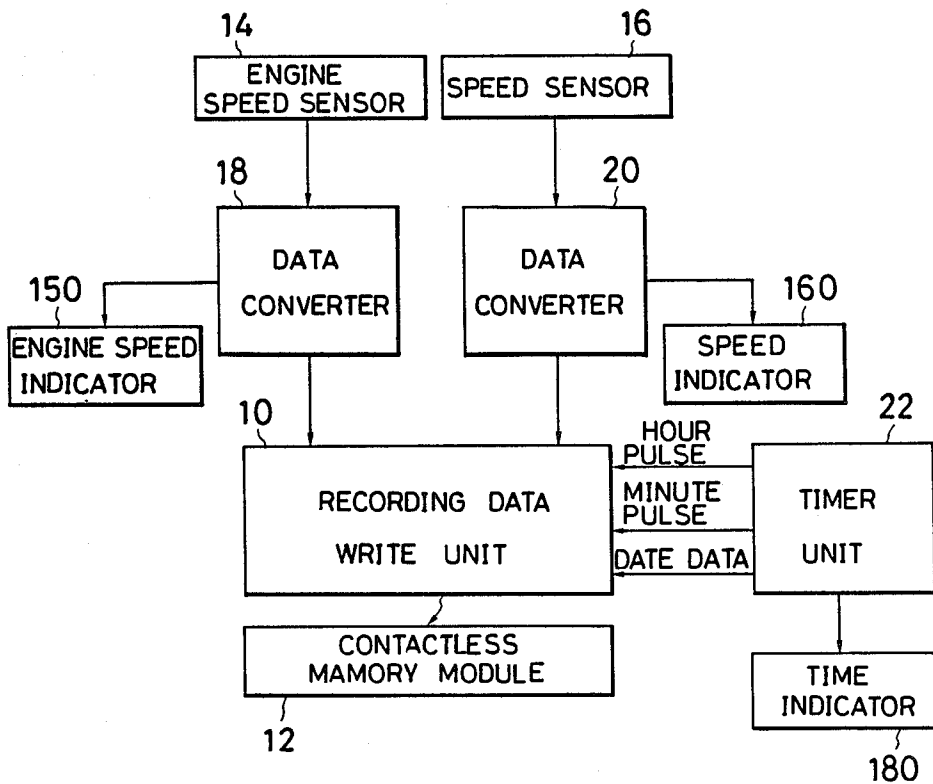 14
ENGINE
SPEED SENSOR
16
SPEED SENSOR
18
DATA
CONVERTER
20
DATA
CONVERTER
150
ENGINE SPEED
INDICATOR
160
SPEED
INDICATOR
10
RECORDING DATA
WRITE UNIT
HOUR
PULSE
MINUTE
PULSE
DATE DATA
22
TIMER
UNIT
CONTACTLESS
MAMORY MODULE
12
TIME
INDICATOR
180